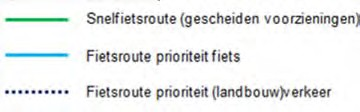 Snelfietsroute (gescheiden voorzieningen)
Fietsroute prioriteit fiets
Fietsroute prioriteit (landbouw)verkeer